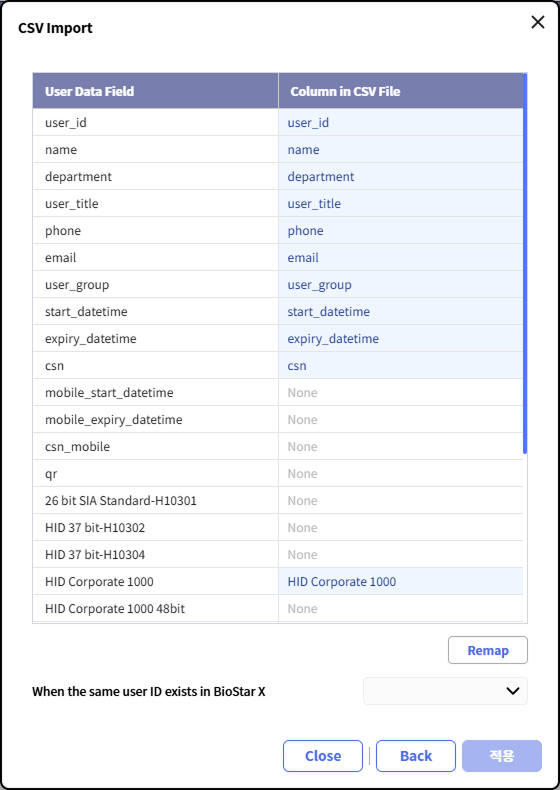 CSV Import
User Data Field Column in CSV File
user_id user_id
name name
department department
user_title user_title
phone phone
email email
user_group user_group
start_datetime start_datetime
expiry_datetime expiry_datetime
csn csn
mobile_start_datetime None
mobile_expiry_datetime None
csn_mobile None
qr None
26 bit SIA Standard-H10301 None
HID 37 bit-H10302 None
HID 37 bit-H10304 None
HID Corporate 1000 HID Corporate 1000
HID Corporate 1000 48bit None
Remap
When the same user ID exists in BioStar X
Close Back 적용